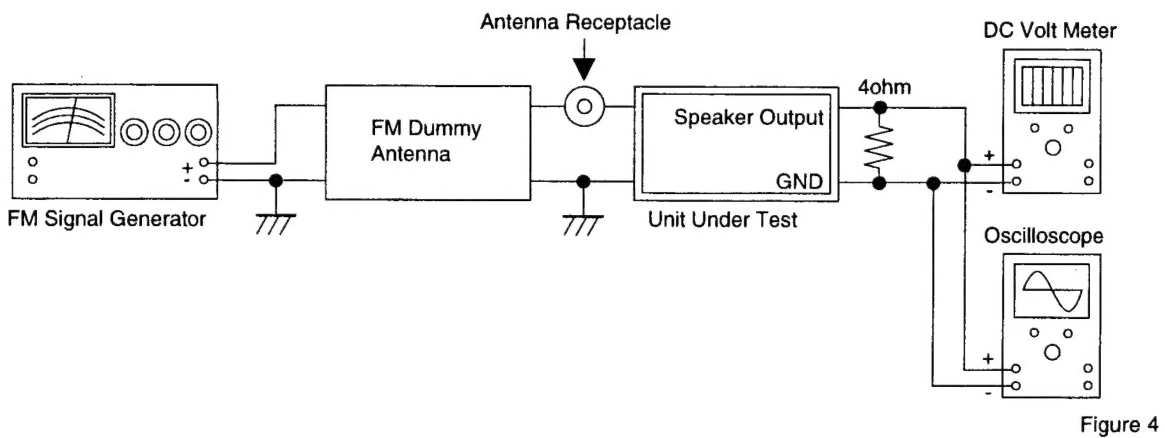 Antenna Receptacle
DC Volt Meter
4ohm
FM Dummy
Antenna
Speaker Output
GND
+
-
+
-
FM Signal Generator
Unit Under Test
Oscilloscope
+
-
Figure 4